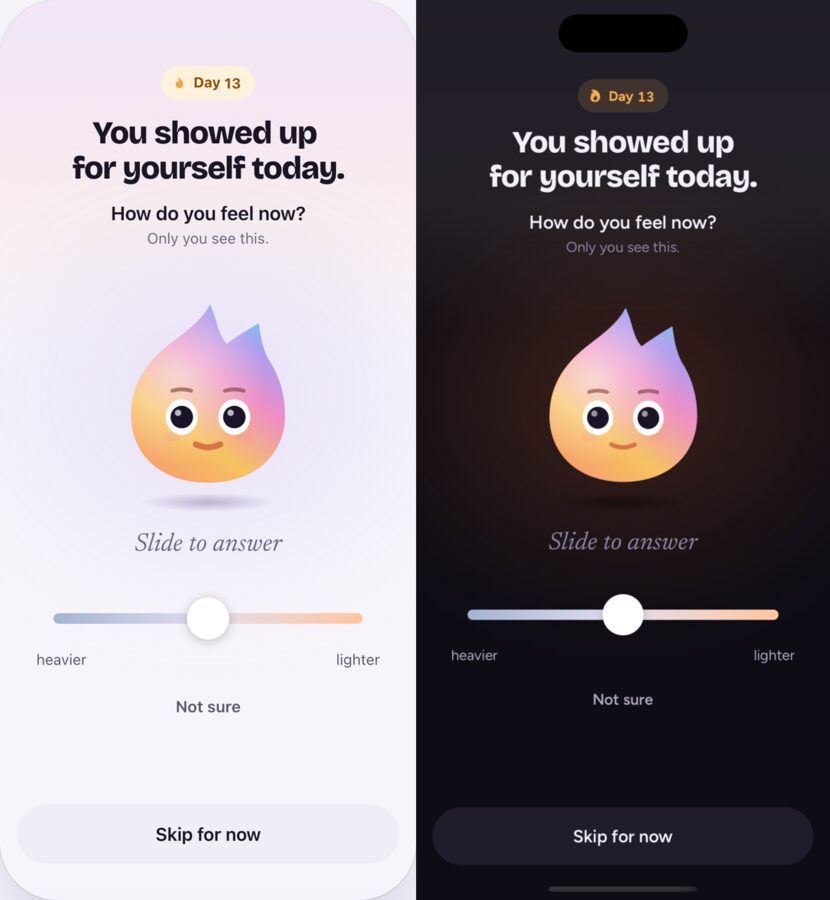 Day 13
You showed up
for yourself today.
How do you feel now?
Only you see this.
Slide to answer
heavier
lighter
Not sure
Skip for now
Day 13
You showed up
for yourself today.
How do you feel now?
Only you see this.
Slide to answer
heavier
lighter
Not sure
Skip for now